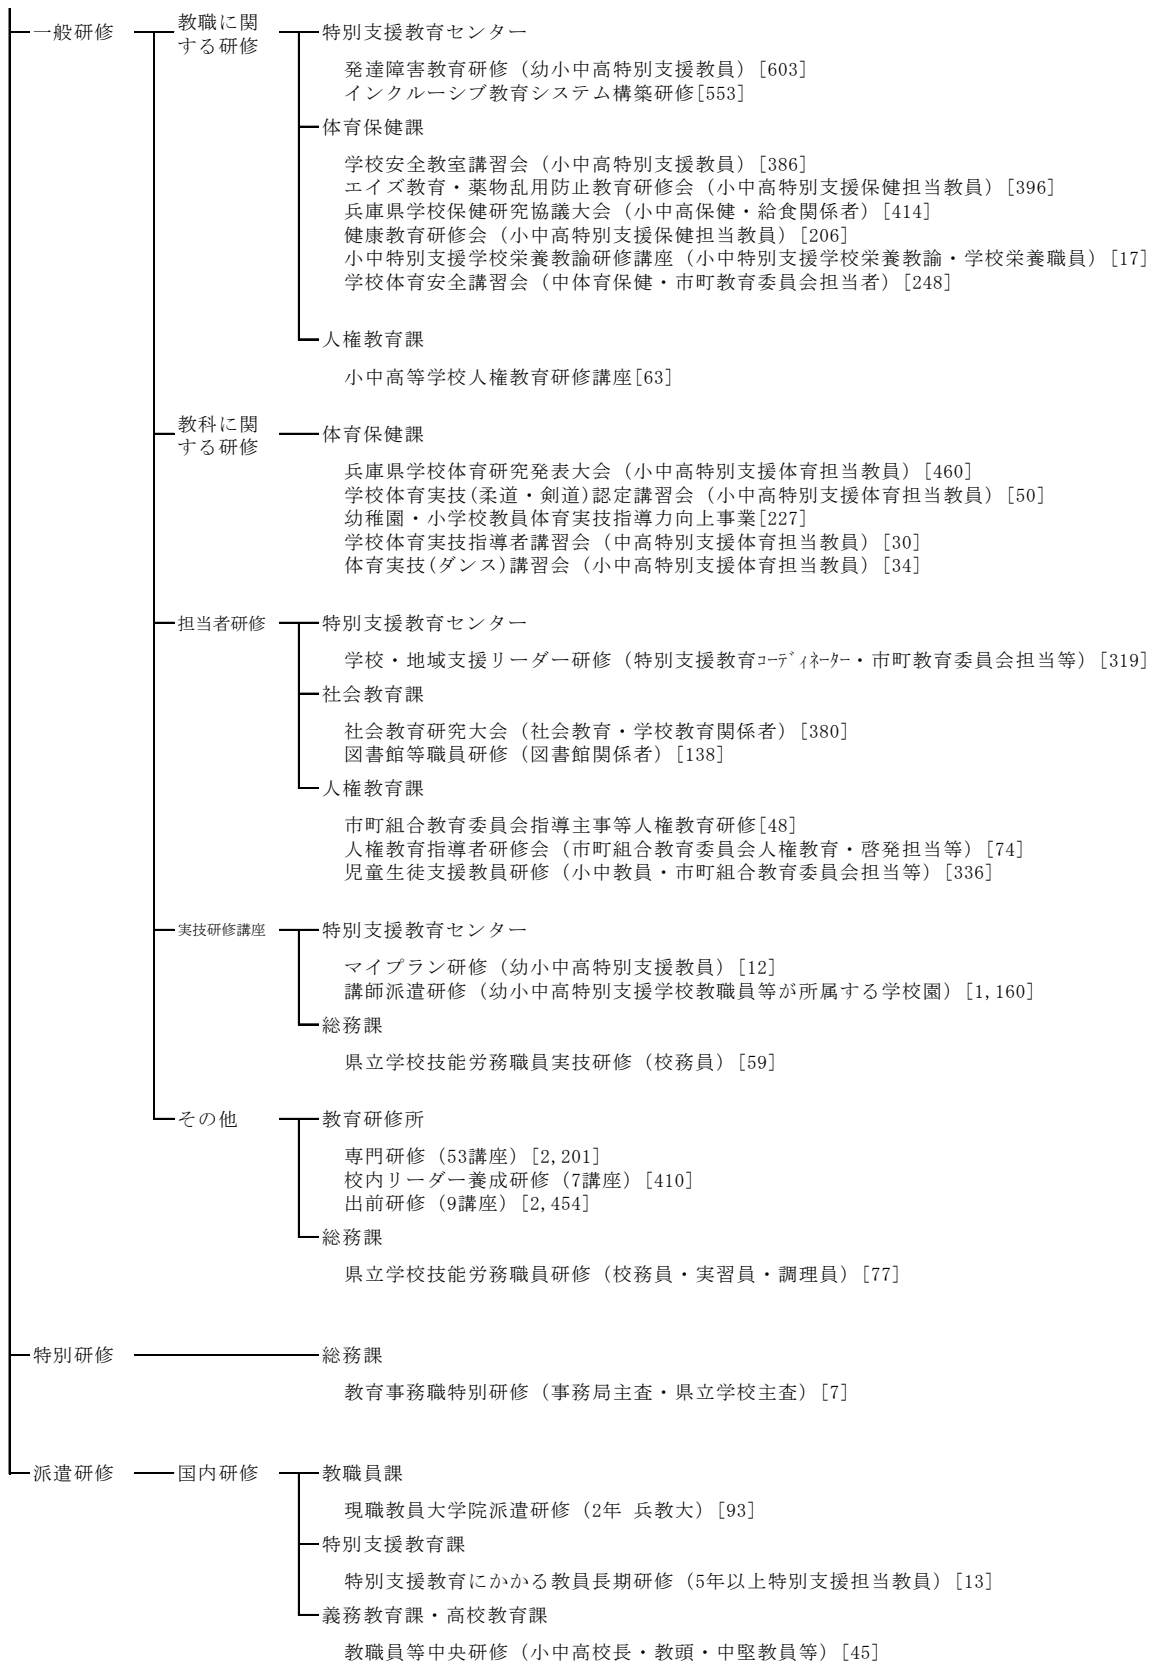 一般研修
教職に関
する研修
特別支援教育センター
発達障害教育研修（幼小中高特別支援教員）[603]
インクルーシブ教育システム構築研修[553]
体育保健課
学校安全教室講習会（小中高特別支援教員）[386]
エイズ教育・薬物乱用防止教育研修会（小中高特別支援保健担当教員）[396]
兵庫県学校保健研究協議大会（小中高保健・給食関係者）[414]
健康教育研修会（小中高特別支援保健担当教員）[206]
小中特別支援学校栄養教諭研修講座（小中特別支援学校栄養教諭・学校栄養職員）[17]
学校体育安全講習会（中体育保健・市町教育委員会担当者）[248]
人権教育課
小中高等学校人権教育研修講座[63]
教科に関
する研修
体育保健課
兵庫県学校体育研究発表大会（小中高特別支援体育担当教員）[460]
学校体育実技(柔道・剣道)認定講習会（小中高特別支援体育担当教員）[50]
幼稚園・小学校教員体育実技指導力向上事業[227]
学校体育実技指導者講習会（中高特別支援体育担当教員）[30]
体育実技(ダンス)講習会（小中高特別支援体育担当教員）[34]
担当者研修
特別支援教育センター
学校・地域支援リーダー研修（特別支援教育ｺｰﾃﾞｨﾈｰﾀｰ・市町教育委員会担当等）[319]
社会教育課
社会教育研究大会（社会教育・学校教育関係者）[380]
図書館等職員研修（図書館関係者）[138]
人権教育課
市町組合教育委員会指導主事等人権教育研修[48]
人権教育指導者研修会（市町組合教育委員会人権教育・啓発担当等）[74]
児童生徒支援教員研修（小中教員・市町組合教育委員会担当等）[336]
実技研修講座
特別支援教育センター
マイプラン研修（幼小中高特別支援教員）[12]
講師派遣研修（幼小中高特別支援学校教職員等が所属する学校園）[1,160]
総務課
県立学校技能労務職員実技研修（校務員）[59]
その他
教育研修所
専門研修（53講座）[2,201]
校内リーダー養成研修（7講座）[410]
出前研修（9講座）[2,454]
総務課
県立学校技能労務職員研修（校務員・実習員・調理員）[77]
特別研修
総務課
教育事務職特別研修（事務局主査・県立学校主査）[7]
派遣研修
国内研修
教職員課
現職教員大学院派遣研修（2年 兵教大）[93]
特別支援教育課
特別支援教育にかかる教員長期研修（5年以上特別支援担当教員）[13]
義務教育課・高校教育課
教職員等中央研修（小中高校長・教頭・中堅教員等）[45]